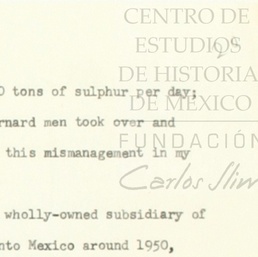 CENTRO DE
ESTUDIOS
DE HISTORIA
DE MEXICO
FUNDACIÓN
Carlos Slim
0 tons of sulphur per day;
rnard men took over and
this mismanagement in my
wholly-owned subsidiary of
nto Mexico around 1950,